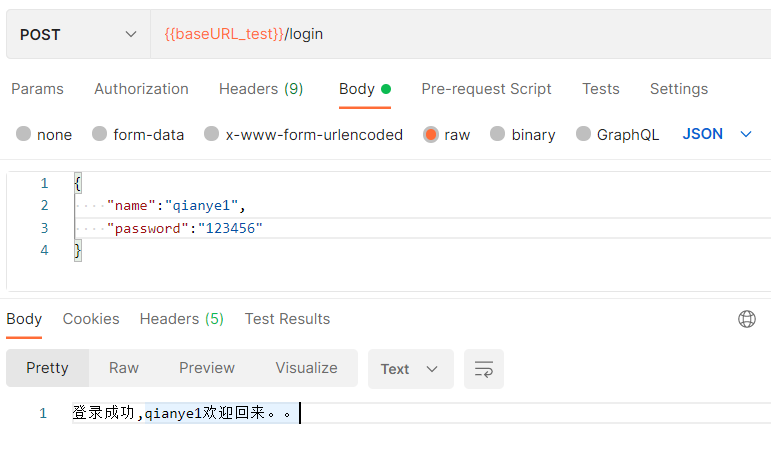 POST {{baseURL_test}}/login
Params Authorization Headers (9) Body Pre-request Script Tests Settings
none form-data x-www-form-urlencoded raw binary GraphQL JSON
1 {
2 "name":"qianye1",
3 "password":"123456"
4 }
Body Cookies Headers (5) Test Results
Pretty Raw Preview Visualize Text
1 登录成功,qianye1欢迎回来。。